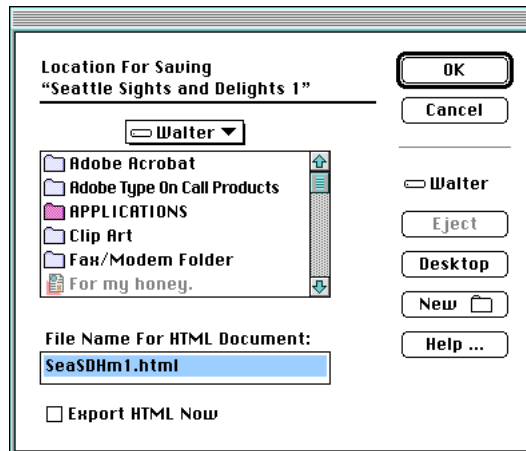 Location For Saving
“Seattle Sights and Delights 1”
Walter
Adobe Acrobat
Adobe Type On Call Products
APPLICATIONS
Clip Art
Fax/Modem Folder
For my honey.
File Name For HTML Document:
SeaSDHm1.html
Export HTML Now
OK
Cancel
Walter
Eject
Desktop
New
Help ...